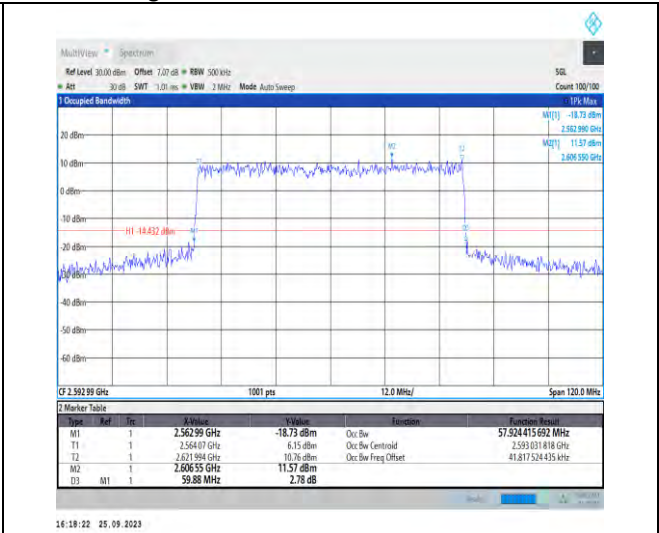 MultiView Spectrum
Ref Level 30.00 dBm Offset 7.07 dB RBW 500 kHz SGL
Att 30 dB SWT 1.01 ms VBW 2 MHz Mode Auto Sweep Count 100/100
1 Occupied Bandwidth 1Pk Max
M1[1] -18.73 dBm
2.562 990 GHz
M2[1] 11.57 dBm
2.606 550 GHz
20 dBm
M2
T2
T1
10 dBm
0 dBm
-10 dBm
H1 -14.432 dBm
M1
D3
-20 dBm
-30 dBm
-40 dBm
-50 dBm
-60 dBm
CF 2.592 99 GHz 1001 pts 12.0 MHz/ Span 120.0 MHz
2 Marker Table
Type Ref Trc X-Value Y-Value Function Function Result
M1 1 2.562 99 GHz -18.73 dBm Occ Bw 57.924 415 692 MHz
T1 1 2.564 07 GHz 6.15 dBm Occ Bw Centroid 2.593 031 818 GHz
T2 1 2.621 994 GHz 10.76 dBm Occ Bw Freq Offset 41.817 524 435 kHz
M2 1 2.606 55 GHz 11.57 dBm
D3 M1 1 59.88 MHz 2.78 dB
16:18:22 25.09.2023